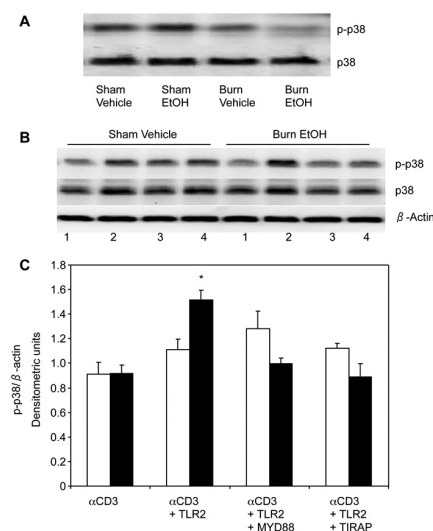 A
p-p38
p38
Sham Sham Burn Burn
Vehicle EtOH Vehicle EtOH
B
Sham Vehicle Burn EtOH
p-p38
p38
β-Actin
1 2 3 4 1 2 3 4
C
p-p38/β-actin
Densitometric units
1.8
1.6
1.4
1.2
1.0
0.8
0.6
0.4
0.2
0
*
αCD3 αCD3 αCD3 αCD3
+ TLR2 + TLR2 + TLR2
+ MYD88 + TIRAP